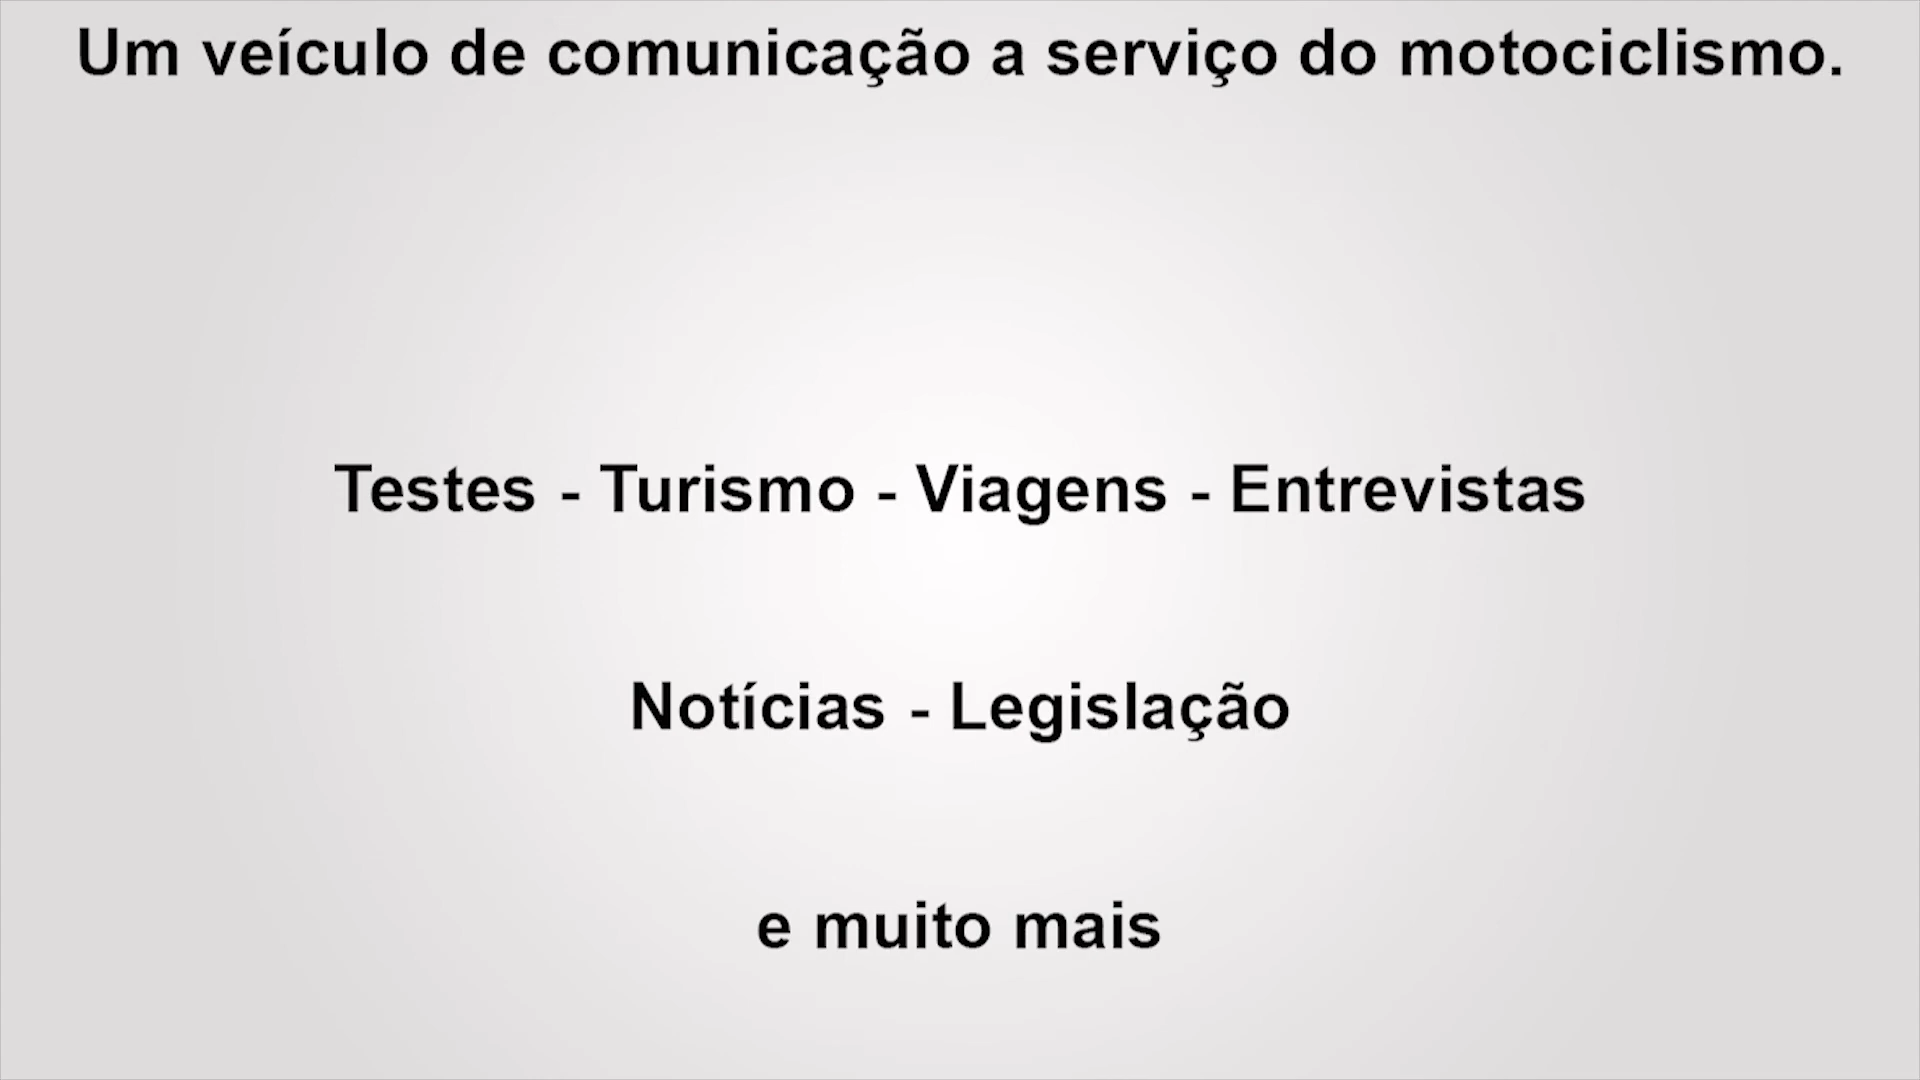 Um veículo de comunicação a serviço do motociclismo.
Testes - Turismo - Viagens - Entrevistas
Notícias - Legislação
e muito mais